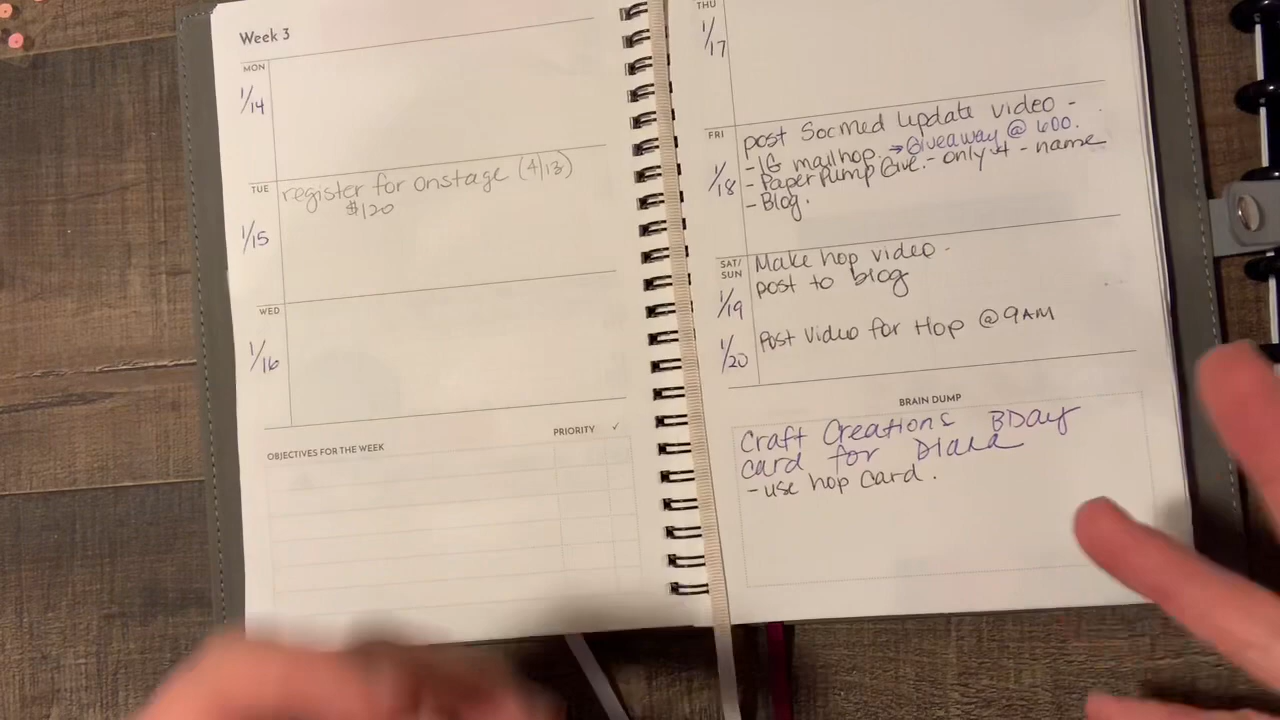 Week 3
MON
1/14
TUE
register for Onstage (4/13)
$120
1/15
WED
1/16
OBJECTIVES FOR THE WEEK
PRIORITY ✓
THU
1/17
FRI
post Socmed update video -
- IG mailhop. → Giveaway @ 600.
- Paper Pump Give. - only 4 - name
- Blog.
1/18
SAT/
SUN
Make hop video -
post to blog
1/19
Post Video for Hop @ 9AM
1/20
BRAIN DUMP
Craft Creations BDay
card for Diana
- use hop card.